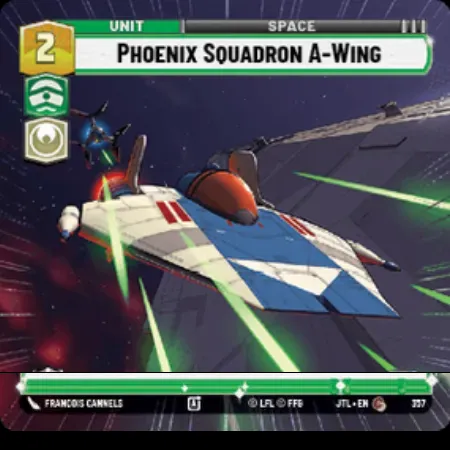 UNIT
SPACE
2
PHOENIX SQUADRON A-WING
FRANCOIS CANNELS
A
© LFL © FFG
JTL • EN
357